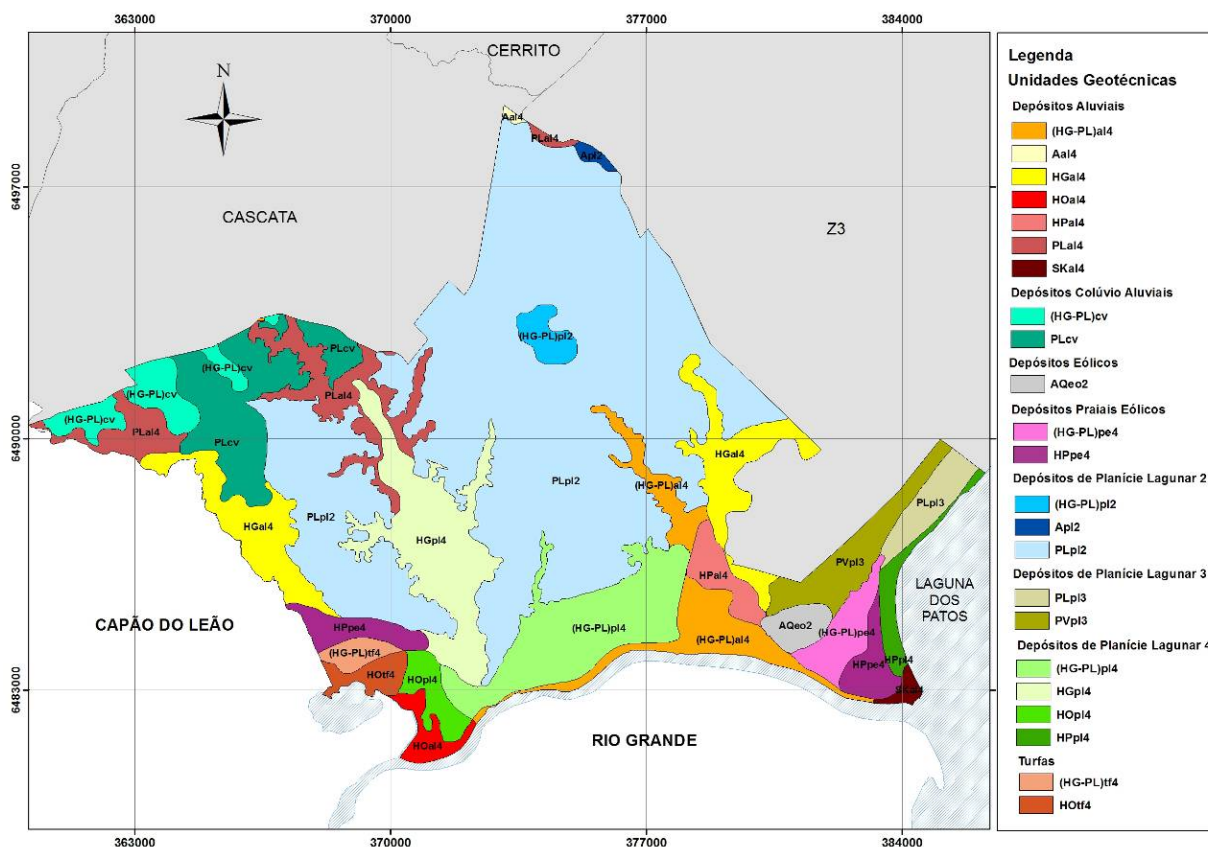 363000
370000
377000
384000
CERRITO
N
Aal4
PLal4
Apl2
6497000
6497000
CASCATA
Z3
(HG-PL)pl2
PLcv
(HG-PL)cv
(HG-PL)cv
PLal4
(HG-PL)cv
PLcv
PLal4
6490000
6490000
HGal4
PLpl2
(HG-PL)al4
PLpl3
HGal4
PLpl2
HGpl4
PVpl3
HPal4
LAGUNA
DOS
PATOS
CAPÃO DO LEÃO
HPpe4
(HG-PL)pl4
AQeo2
(HG-PL)pe4
(HG-PL)al4
(HG-PL)tf4
HPpe4
HPpl4
HOtf4
HOpl4
SKal4
6483000
6483000
RIO GRANDE
HOal4
363000
370000
377000
384000
Legenda
Unidades Geotécnicas
Depósitos Aluviais
(HG-PL)al4
Aal4
HGal4
HOal4
HPal4
PLal4
SKal4
Depósitos Colúvio Aluviais
(HG-PL)cv
PLcv
Depósitos Eólicos
AQeo2
Depósitos Praiais Eólicos
(HG-PL)pe4
HPpe4
Depósitos de Planície Lagunar 2
(HG-PL)pl2
Apl2
PLpl2
Depósitos de Planície Lagunar 3
PLpl3
PVpl3
Depósitos de Planície Lagunar 4
(HG-PL)pl4
HGpl4
HOpl4
HPpl4
Turfas
(HG-PL)tf4
HOtf4